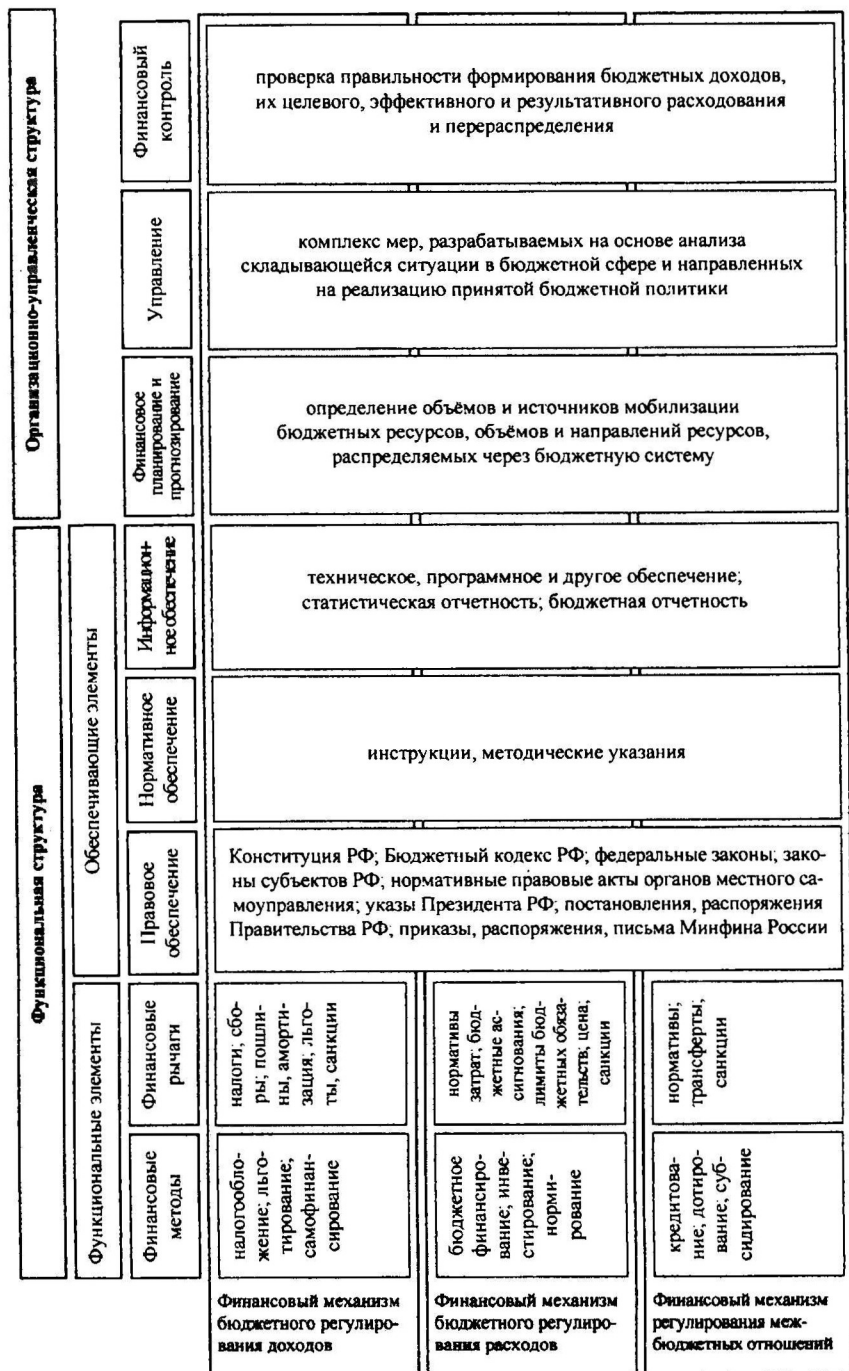 Организационно-управленческая структура
Финансовый
контроль
проверка правильности формирования бюджетных доходов,
их целевого, эффективного и результативного расходования
и перераспределения
Управление
комплекс мер, разрабатываемых на основе анализа
складывающейся ситуации в бюджетной сфере и направленных
на реализацию принятой бюджетной политики
Финансовое
планирование и
прогнозирование
определение объёмов и источников мобилизации
бюджетных ресурсов, объёмов и направлений ресурсов,
распределяемых через бюджетную систему
Функциональная структура
Обеспечивающие элементы
Информацион-
ное обеспечение
техническое, программное и другое обеспечение;
статистическая отчетность; бюджетная отчетность
Нормативное
обеспечение
инструкции, методические указания
Правовое
обеспечение
Конституция РФ; Бюджетный кодекс РФ; федеральные законы; зако-
ны субъектов РФ; нормативные правовые акты органов местного са-
моуправления; указы Президента РФ; постановления, распоряжения
Правительства РФ; приказы, распоряжения, письма Минфина России
Функциональные элементы
Финансовые
рычаги
налоги; сбо-
ры; пошли-
ны, аморти-
зация; льго-
ты, санкции
нормативы
затрат; бюд-
жетные ас-
сигнования;
лимиты бюд-
жетных обяза-
тельств; цена;
санкции
нормативы;
трансферты;
санкции
Финансовые
методы
налогообло-
жение; льго-
тирование;
самофинан-
сирование
бюджетное
финансиро-
вание; инве-
стирование;
норми-
рование
кредитова-
ние; дотиро-
вание; суб-
сидирование
Финансовый механизм
бюджетного регулиро-
вания доходов
Финансовый механизм
бюджетного регулиро-
вания расходов
Финансовый механизм
регулирования меж-
бюджетных отношений